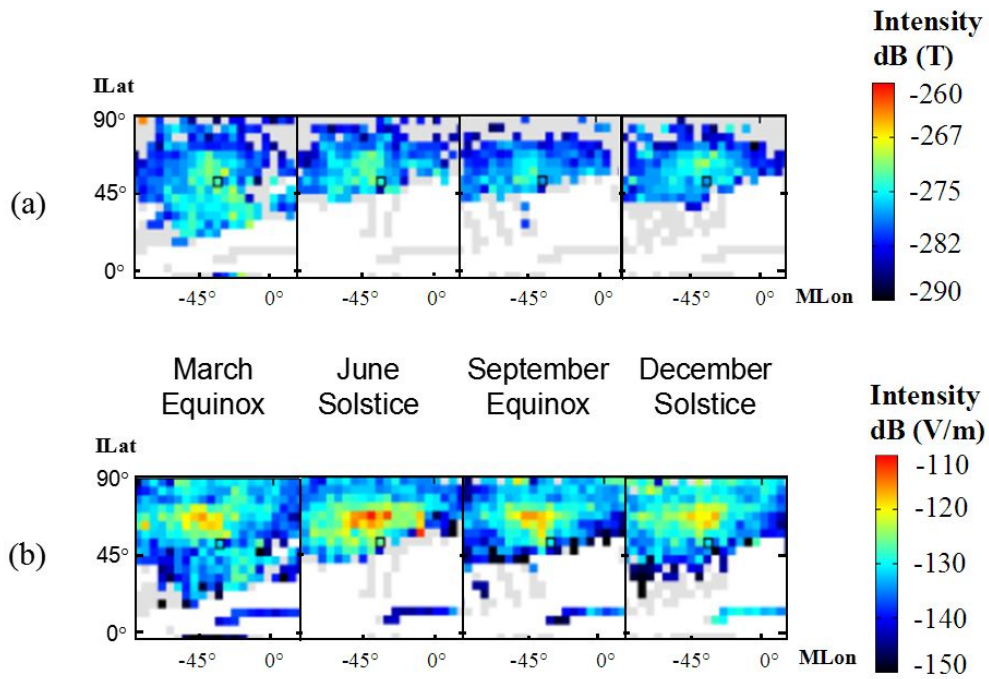 Intensity
dB (T)
ILat
90°
45°
0°
(a)
-260
-267
-275
-282
-290
-45° 0° -45° 0° -45° 0° -45° 0° MLon
March Equinox
June Solstice
September Equinox
December Solstice
Intensity
dB (V/m)
ILat
90°
45°
0°
(b)
-110
-120
-130
-140
-150
-45° 0° -45° 0° -45° 0° -45° 0° MLon